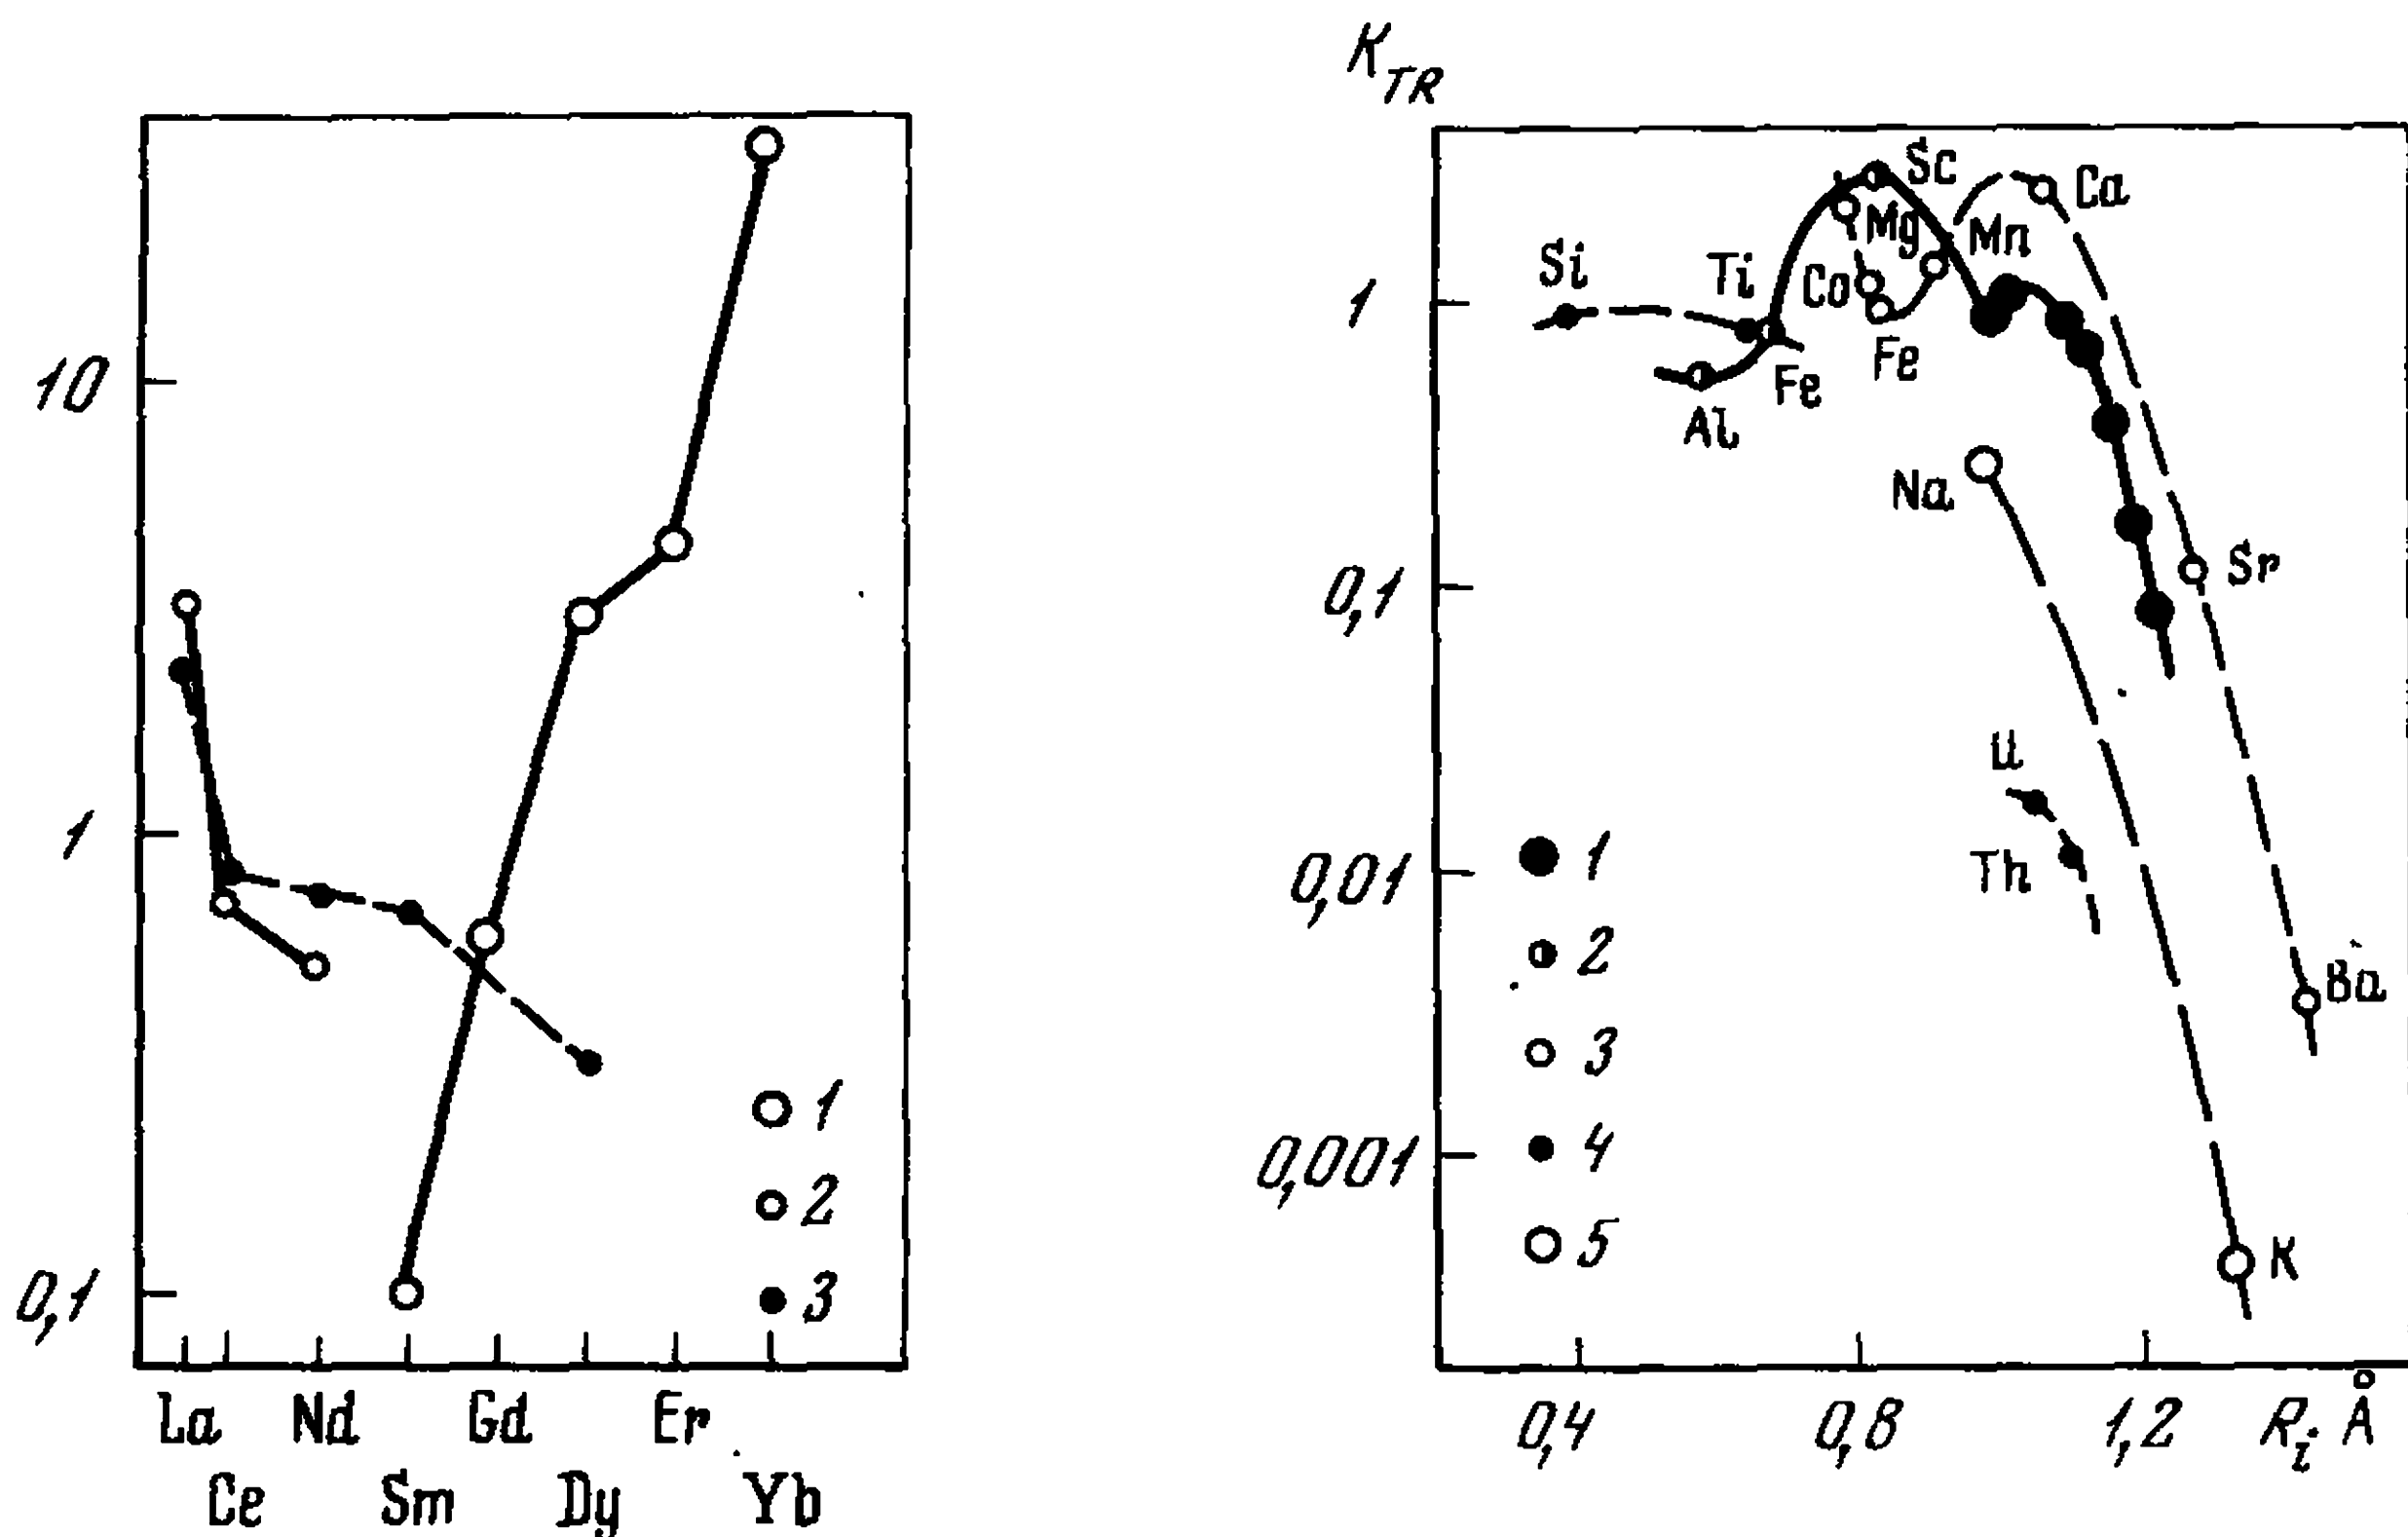 10
1
0,1
1
2
3
La Nd Gd Er
Ce Sm Dy Yb
K_TR
1
0,1
0,01
0,001
Si
Ti
Al
Fe
Co
Mg
Sc
Fe
Mn
Ca
Na
Sr
U
Th
Ba
K
1
2
3
4
5
0,4 0,8 1,2 R_i Å